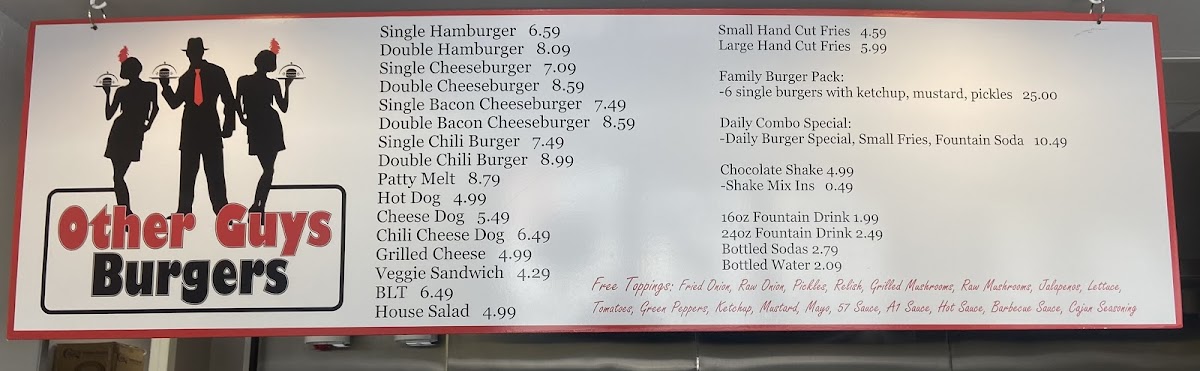 Other Guys
Burgers
Single Hamburger 6.59
Double Hamburger 8.09
Single Cheeseburger 7.09
Double Cheeseburger 8.59
Single Bacon Cheeseburger 7.49
Double Bacon Cheeseburger 8.59
Single Chili Burger 7.49
Double Chili Burger 8.99
Patty Melt 8.79
Hot Dog 4.99
Cheese Dog 5.49
Chili Cheese Dog 6.49
Grilled Cheese 4.99
Veggie Sandwich 4.29
BLT 6.49
House Salad 4.99
Small Hand Cut Fries 4.59
Large Hand Cut Fries 5.99
Family Burger Pack:
-6 single burgers with ketchup, mustard, pickles 25.00
Daily Combo Special:
-Daily Burger Special, Small Fries, Fountain Soda 10.49
Chocolate Shake 4.99
-Shake Mix Ins 0.49
16oz Fountain Drink 1.99
24oz Fountain Drink 2.49
Bottled Sodas 2.79
Bottled Water 2.09
Free Toppings: Fried Onion, Raw Onion, Pickles, Relish, Grilled Mushrooms, Raw Mushrooms, Jalapenos, Lettuce,
Tomatoes, Green Peppers, Ketchup, Mustard, Mayo, 57 Sauce, A1 Sauce, Hot Sauce, Barbecue Sauce, Cajun Seasoning